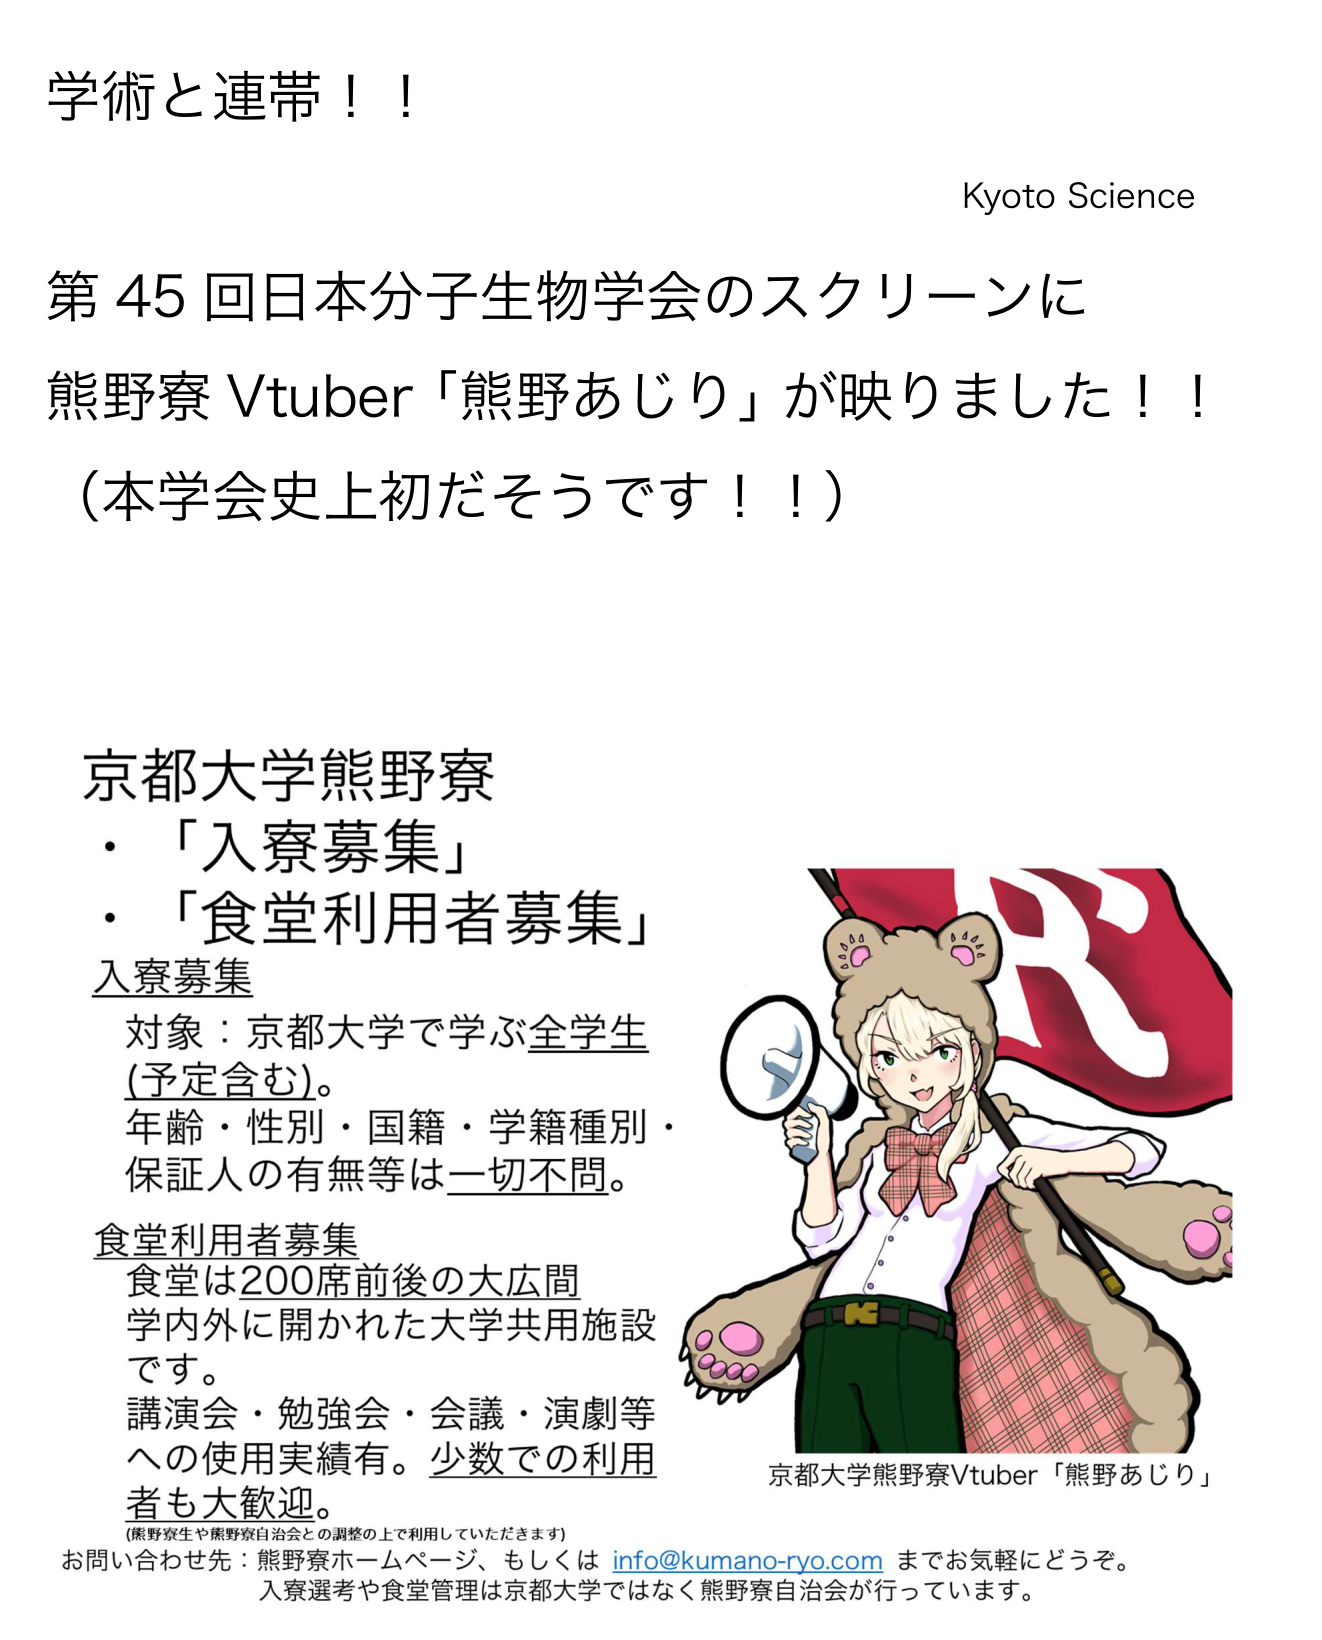 学術と連帯！！
Kyoto Science
第 45 回日本分子生物学会のスクリーンに
熊野寮 Vtuber「熊野あじり」が映りました！！
（本学会史上初だそうです！！）
京都大学熊野寮
・「入寮募集」
・「食堂利用者募集」
入寮募集
対象：京都大学で学ぶ全学生
(予定含む)。
年齢・性別・国籍・学籍種別・
保証人の有無等は一切不問。
食堂利用者募集
食堂は200席前後の大広間
学内外に開かれた大学共用施設
です。
講演会・勉強会・会議・演劇等
への使用実績有。少数での利用
者も大歓迎。
(熊野寮生や熊野寮自治会との調整の上で利用していただきます)
京都大学熊野寮Vtuber「熊野あじり」
お問い合わせ先：熊野寮ホームページ、もしくは info@kumano-ryo.com までお気軽にどうぞ。
入寮選考や食堂管理は京都大学ではなく熊野寮自治会が行っています。